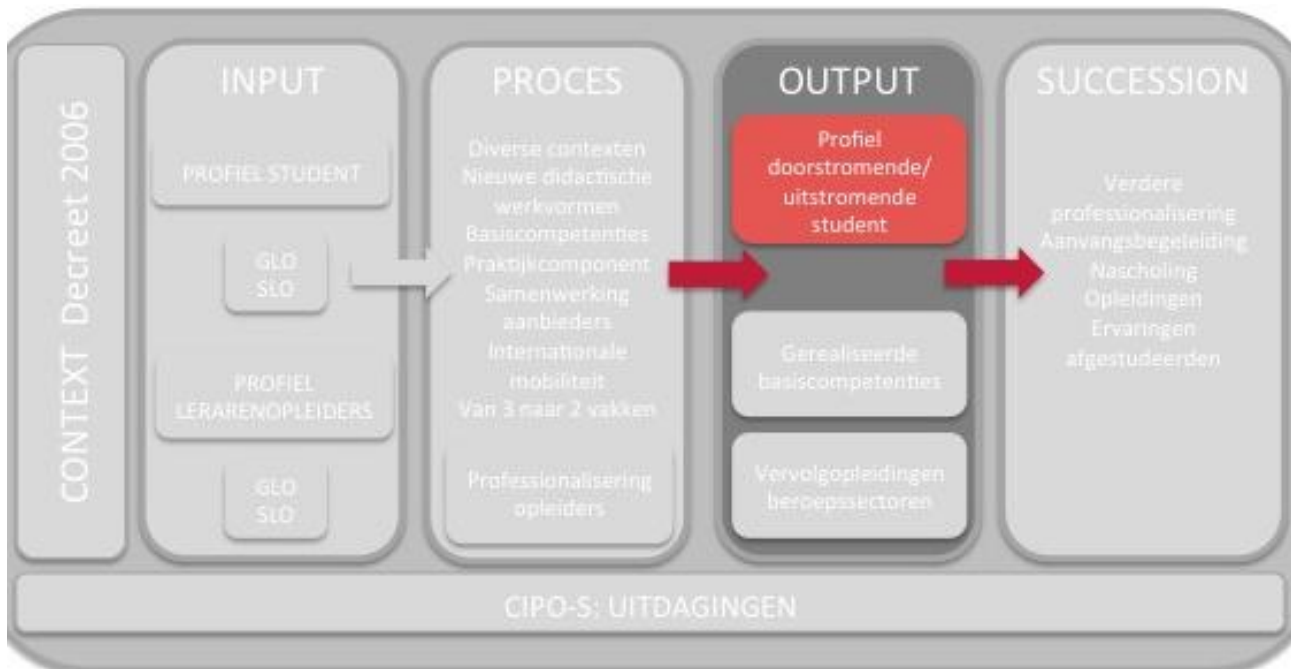 CONTEXT Decreet 2006
INPUT
PROFIEL STUDENT
GLO
SLO
PROFIEL
LERARENOPLEIDERS
GLO
SLO
PROCES
Diverse contexten
Nieuwe didactische
werkvormen
Basiscompetenties
Praktijkcomponent
Samenwerking
aanbieders
Internationale
mobiliteit
Van 3 naar 2 vakken
Professionalisering
opleiders
OUTPUT
Profiel
doorstromende/
uitstromende
student
Gerealiseerde
basiscompetenties
Vervolgopleidingen
beroepssectoren
SUCCESSION
Verdere
professionalisering
Aanvangsbegeleiding
Nascholing
Opleidingen
Ervaringen
afgestudeerden
CIPO-S: UITDAGINGEN